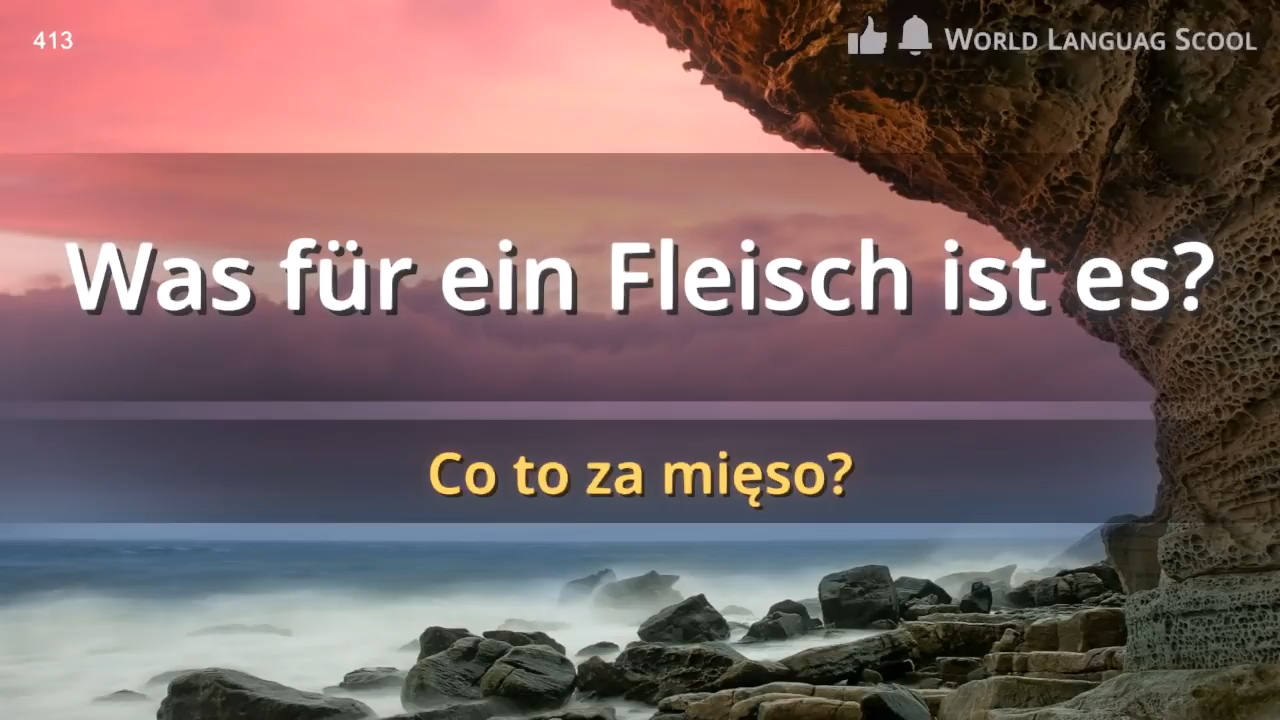 413
WORLD LANGUAG SCOOL
Was für ein Fleisch ist es?
Co to za mięso?